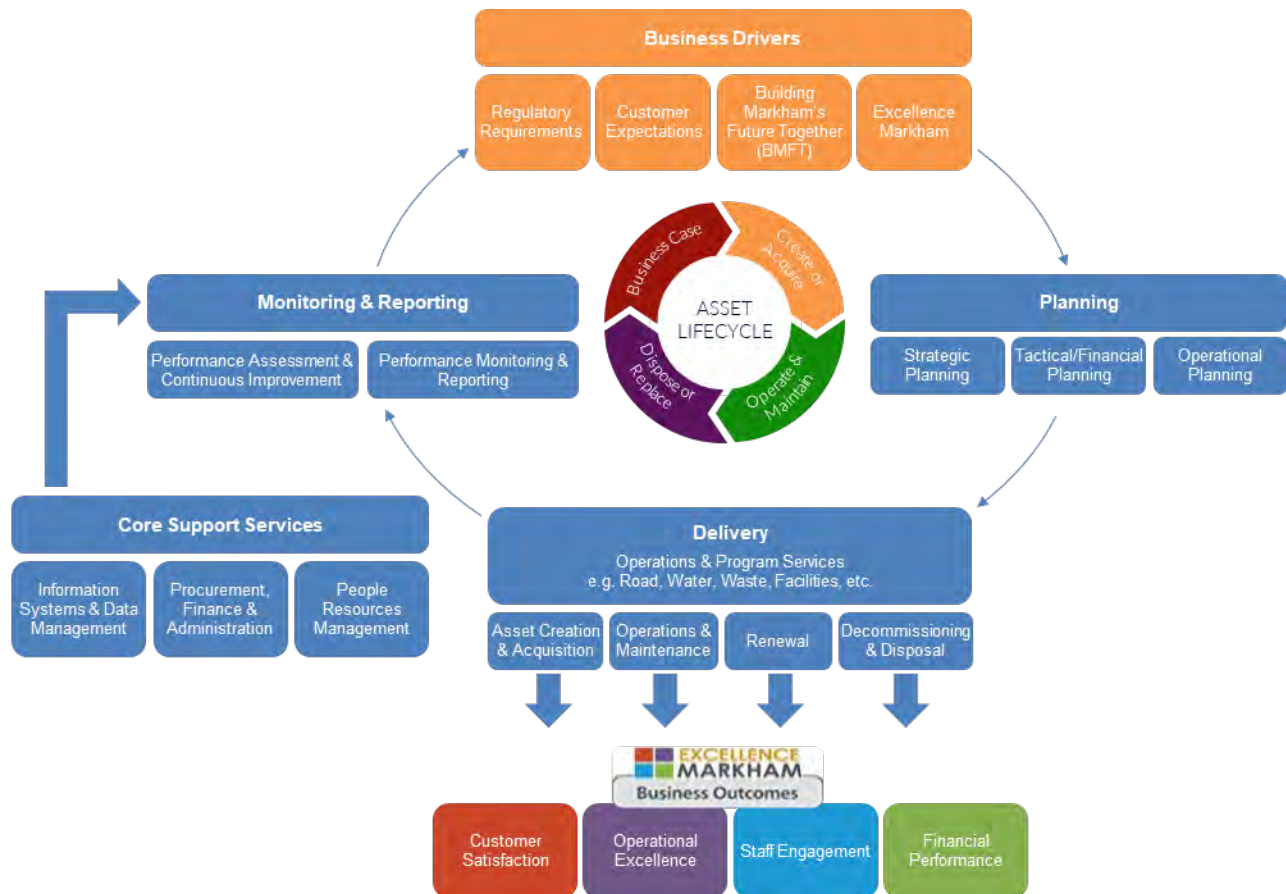 Business Drivers
Regulatory
Requirements
Customer
Expectations
Building
Markham's
Future Together
(BMFT)
Excellence
Markham
Business Case
Create or
Acquire
Operate &
Maintain
Dispose or
Replace
ASSET
LIFECYCLE
Monitoring & Reporting
Performance Assessment &
Continuous Improvement
Performance Monitoring &
Reporting
Planning
Strategic
Planning
Tactical/Financial
Planning
Operational
Planning
Core Support Services
Information
Systems & Data
Management
Procurement,
Finance &
Administration
People
Resources
Management
Delivery
Operations & Program Services
e.g. Road, Water, Waste, Facilities, etc.
Asset Creation
& Acquisition
Operations &
Maintenance
Renewal
Decommissioning
& Disposal
EXCELLENCE
MARKHAM
Business Outcomes
Customer
Satisfaction
Operational
Excellence
Staff Engagement
Financial
Performance